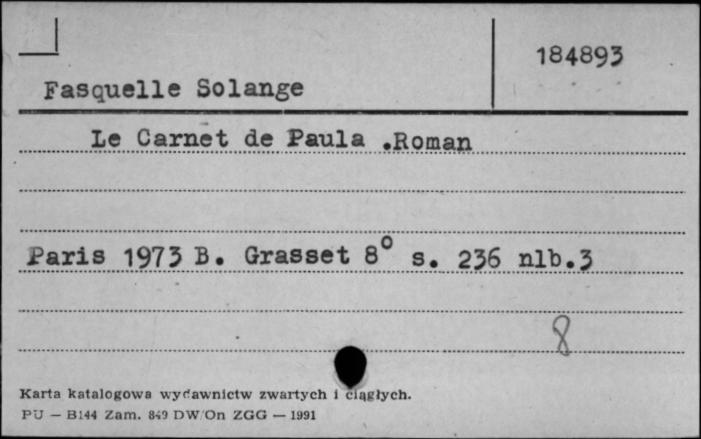 184893
Fasquelle Solange
Le Carnet de Paula .Roman
Paris 1973 B. Grasset 8° s. 236 nlb.3
8
Karta katalogowa wydawnictw zwartych i ciągłych.
PU — B144 Zam. 849 DW/On ZGG — 1991